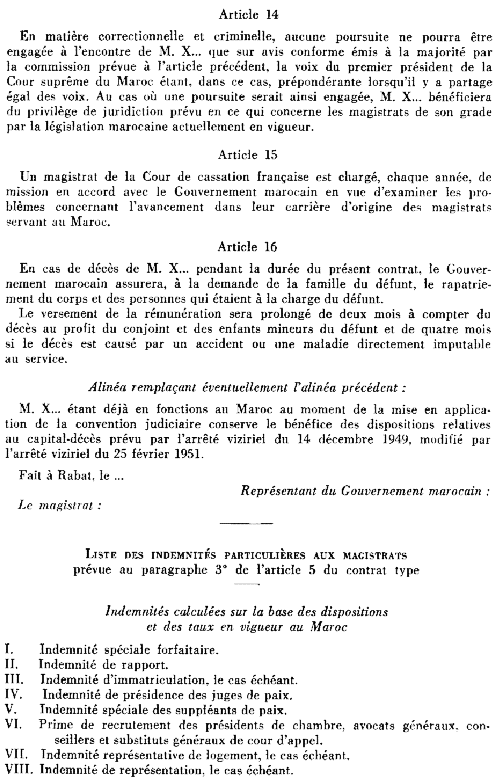 Article 14
En matière correctionnelle et criminelle, aucune poursuite ne pourra être
engagée à l'encontre de M. X... que sur avis conforme émis à la majorité par
la commission prévue à l'article précédent, la voix du premier président de la
Cour suprême du Maroc étant, dans ce cas, prépondérante lorsqu'il y a partage
égal des voix. Au cas où une poursuite serait ainsi engagée, M. X... bénéficiera
du privilège de juridiction prévu en ce qui concerne les magistrats de son grade
par la législation marocaine actuellement en vigueur.
Article 15
Un magistrat de la Cour de cassation française est chargé, chaque année, de
mission en accord avec le Gouvernement marocain en vue d'examiner les pro-
blèmes concernant l'avancement dans leur carrière d'origine des magistrats
servant au Maroc.
Article 16
En cas de décès de M. X... pendant la durée du présent contrat, le Gouver-
nement marocain assurera, à la demande de la famille du défunt, le rapatrie-
ment du corps et des personnes qui étaient à la charge du défunt.
Le versement de la rémunération sera prolongé de deux mois à compter du
décès au profit du conjoint et des enfants mineurs du défunt et de quatre mois
si le décès est causé par un accident ou une maladie directement imputable
au service.
Alinéa remplaçant éventuellement l'alinéa précédent :
M. X... étant déjà en fonctions au Maroc au moment de la mise en applica-
tion de la convention judiciaire conserve le bénéfice des dispositions relatives
au capital-décès prévu par l'arrêté viziriel du 14 décembre 1949, modifié par
l'arrêté viziriel du 25 février 1951.
Fait à Rabat, le ...
Représentant du Gouvernement marocain :
Le magistrat :
LISTE DES INDEMNITÉS PARTICULIÈRES AUX MAGISTRATS
prévue au paragraphe 3° de l'article 5 du contrat type
Indemnités calculées sur la base des dispositions
et des taux en vigueur au Maroc
I. Indemnité spéciale forfaitaire.
II. Indemnité de rapport.
III. Indemnité d'immatriculation, le cas échéant.
IV. Indemnité de présidence des juges de paix.
V. Indemnité spéciale des suppléants de paix.
VI. Prime de recrutement des présidents de chambre, avocats généraux, con-
seillers et substituts généraux de cour d'appel.
VII. Indemnité représentative de logement, le cas échéant.
VIII. Indemnité de représentation, le cas échéant.